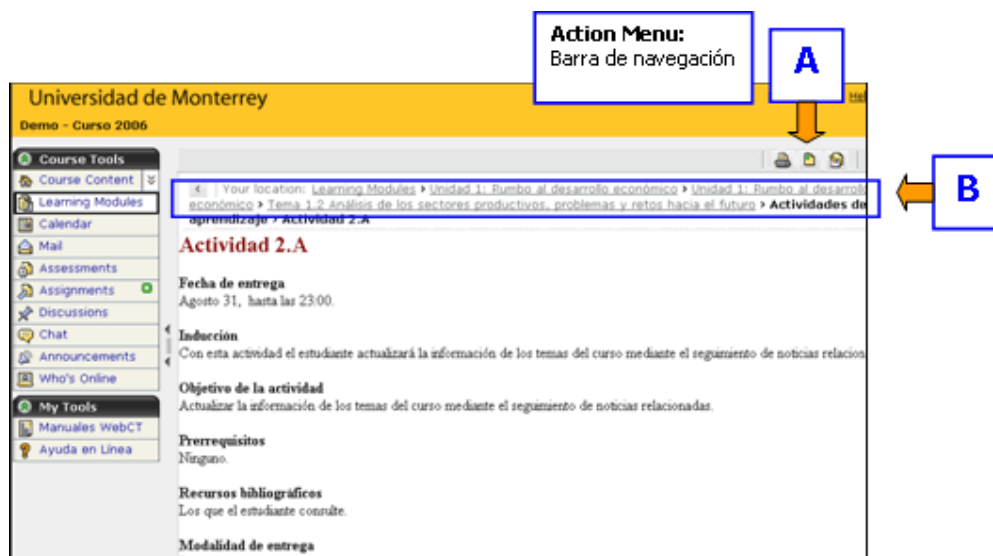 Action Menu:
Barra de navegación
A
Universidad de Monterrey
Demo - Curso 2006
Course Tools
Course Content
Learning Modules
Calendar
Mail
Assessments
Assignments
Discussions
Chat
Announcements
Who's Online
My Tools
Manuales WebCT
Ayuda en Línea
Your location: Learning Modules › Unidad 1: Rumbo al desarrollo económico › Unidad 1: Rumbo al desarrollo
económico › Tema 1.2 Análisis de los sectores productivos, problemas y retos hacia el futuro › Actividades de
aprendizaje › Actividad 2.A
B
Actividad 2.A
Fecha de entrega
Agosto 31, hasta las 23:00.
Inducción
Con esta actividad el estudiante actualizará la información de los temas del curso mediante el seguimiento de noticias relacion
Objetivo de la actividad
Actualizar la información de los temas del curso mediante el seguimiento de noticias relacionadas.
Prerrequisitos
Ninguno.
Recursos bibliográficos
Los que el estudiante consulte.
Modalidad de entrega